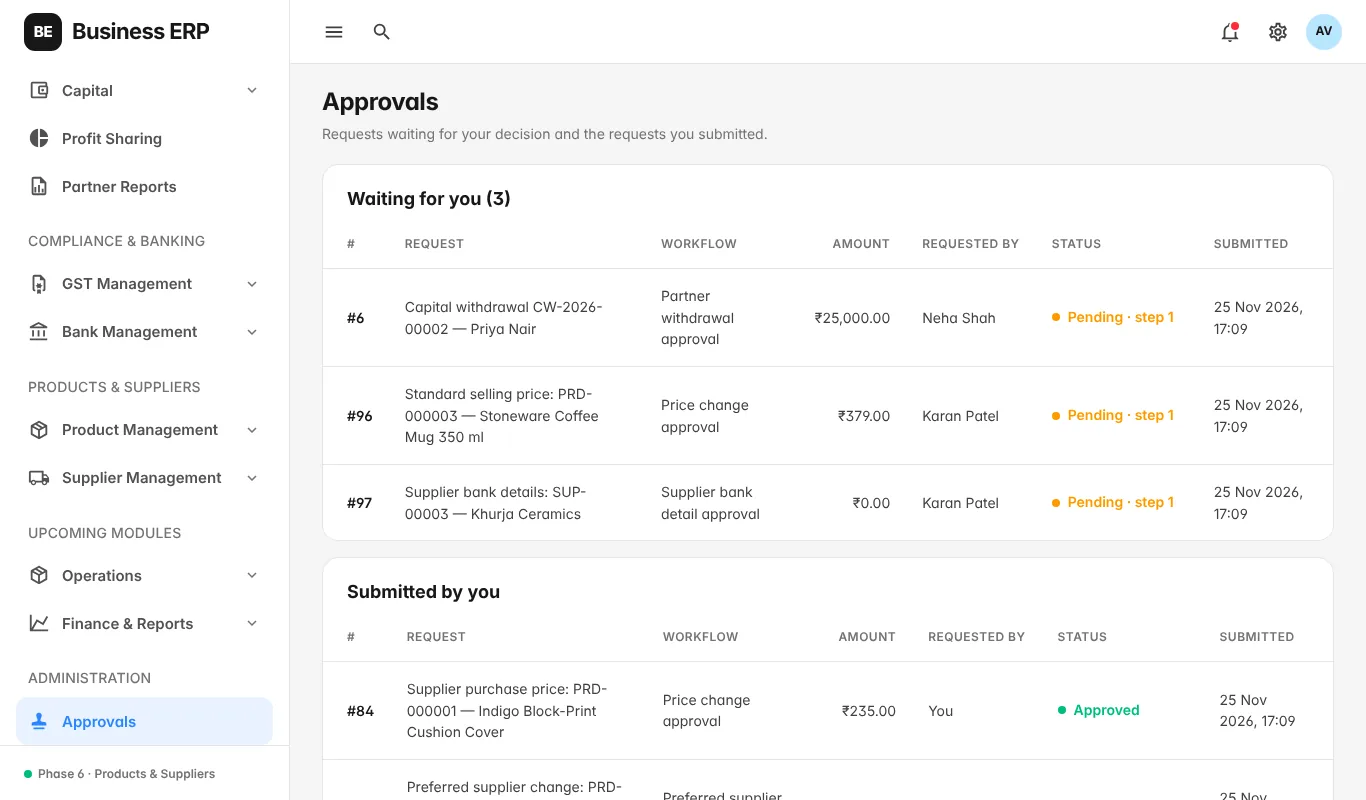 BE Business ERP
AV
Capital
Profit Sharing
Partner Reports
COMPLIANCE & BANKING
GST Management
Bank Management
PRODUCTS & SUPPLIERS
Product Management
Supplier Management
UPCOMING MODULES
Operations
Finance & Reports
ADMINISTRATION
Approvals
Phase 6 · Products & Suppliers
Approvals
Requests waiting for your decision and the requests you submitted.
Waiting for you (3)
# REQUEST WORKFLOW AMOUNT REQUESTED BY STATUS SUBMITTED
#6
Capital withdrawal CW-2026-
00002 — Priya Nair
Partner
withdrawal
approval
₹25,000.00
Neha Shah
Pending · step 1
25 Nov 2026,
17:09
#96
Standard selling price: PRD-
000003 — Stoneware Coffee
Mug 350 ml
Price change
approval
₹379.00
Karan Patel
Pending · step 1
25 Nov 2026,
17:09
#97
Supplier bank details: SUP-
00003 — Khurja Ceramics
Supplier bank
detail approval
₹0.00
Karan Patel
Pending · step 1
25 Nov 2026,
17:09
Submitted by you
# REQUEST WORKFLOW AMOUNT REQUESTED BY STATUS SUBMITTED
#84
Supplier purchase price: PRD-
000001 — Indigo Block-Print
Cushion Cover
Price change
approval
₹235.00
You
Approved
25 Nov
2026, 17:09
Preferred supplier change: PRD-
Preferred supplier
25 Nov